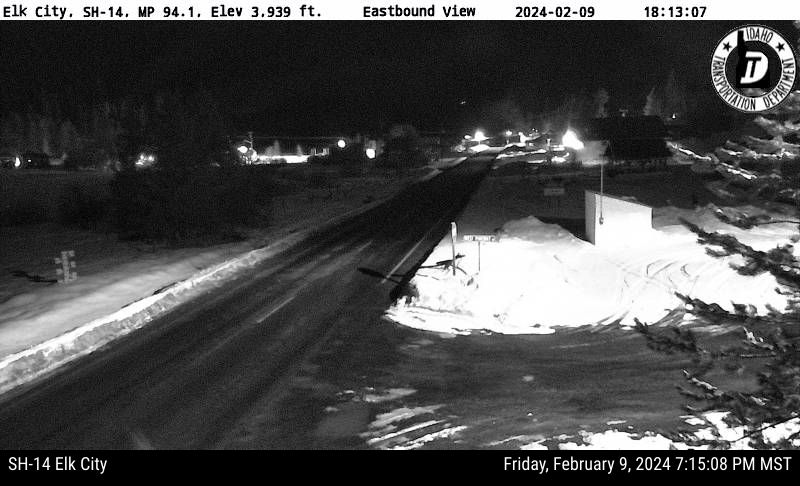 Elk City, SH-14, MP 94.1, Elev 3,939 ft. Eastbound View 2024-02-09 18:13:07
IDAHO
TRANSPORTATION DEPARTMENT
SH-14 Elk City Friday, February 9, 2024 7:15:08 PM MST